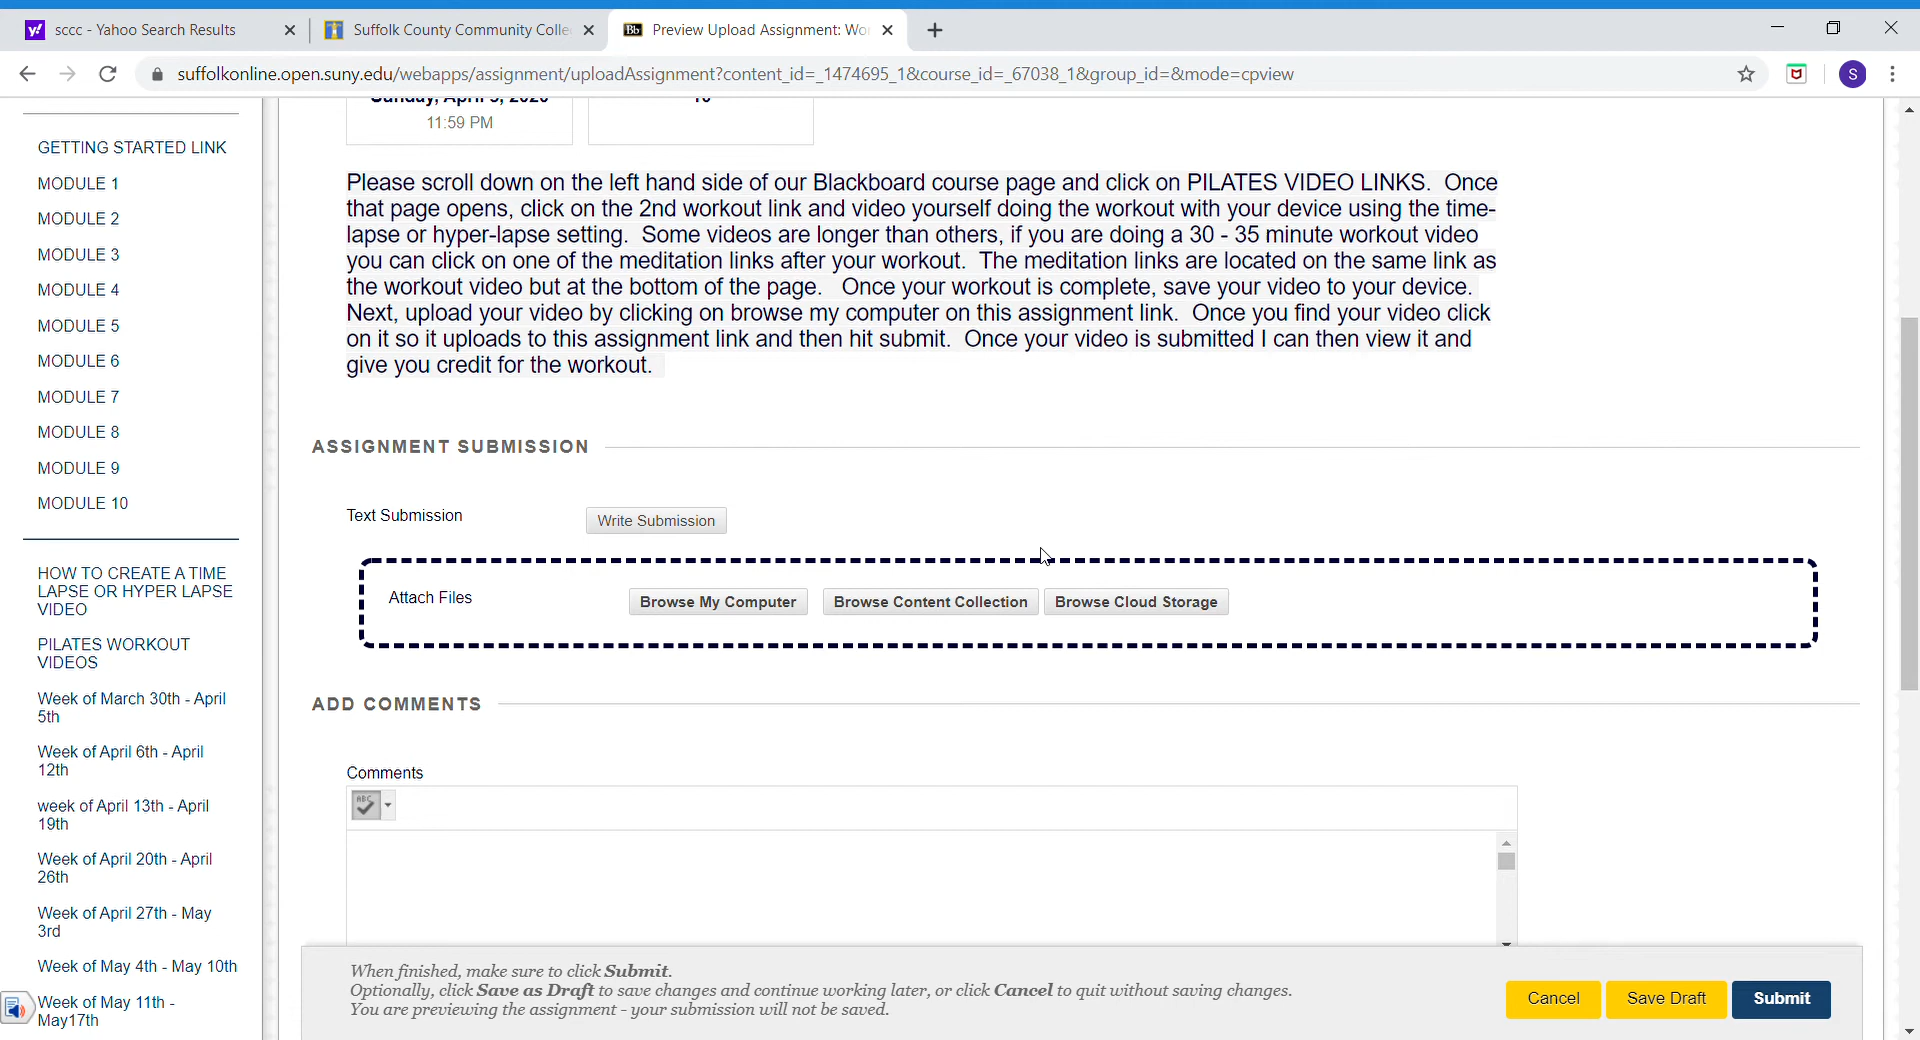 sccc - Yahoo Search Results
Suffolk County Community Colle
Bb Preview Upload Assignment: Wo
suffolkonline.open.suny.edu/webapps/assignment/uploadAssignment?content_id=_1474695_1&course_id=_67038_1&group_id=&mode=cpview
S
Sunday, April 5, 2020
10
11:59 PM
GETTING STARTED LINK
MODULE 1
MODULE 2
MODULE 3
MODULE 4
MODULE 5
MODULE 6
MODULE 7
MODULE 8
MODULE 9
MODULE 10
HOW TO CREATE A TIME
LAPSE OR HYPER LAPSE
VIDEO
PILATES WORKOUT
VIDEOS
Week of March 30th - April
5th
Week of April 6th - April
12th
week of April 13th - April
19th
Week of April 20th - April
26th
Week of April 27th - May
3rd
Week of May 4th - May 10th
Week of May 11th -
May17th
Please scroll down on the left hand side of our Blackboard course page and click on PILATES VIDEO LINKS.  Once
that page opens, click on the 2nd workout link and video yourself doing the workout with your device using the time-
lapse or hyper-lapse setting.  Some videos are longer than others, if you are doing a 30 - 35 minute workout video
you can click on one of the meditation links after your workout.  The meditation links are located on the same link as
the workout video but at the bottom of the page.   Once your workout is complete, save your video to your device.
Next, upload your video by clicking on browse my computer on this assignment link.  Once you find your video click
on it so it uploads to this assignment link and then hit submit.  Once your video is submitted I can then view it and
give you credit for the workout.
ASSIGNMENT SUBMISSION
Text Submission
Write Submission
Attach Files
Browse My Computer
Browse Content Collection
Browse Cloud Storage
ADD COMMENTS
Comments
ABC
When finished, make sure to click Submit.
Optionally, click Save as Draft to save changes and continue working later, or click Cancel to quit without saving changes.
You are previewing the assignment - your submission will not be saved.
Cancel
Save Draft
Submit